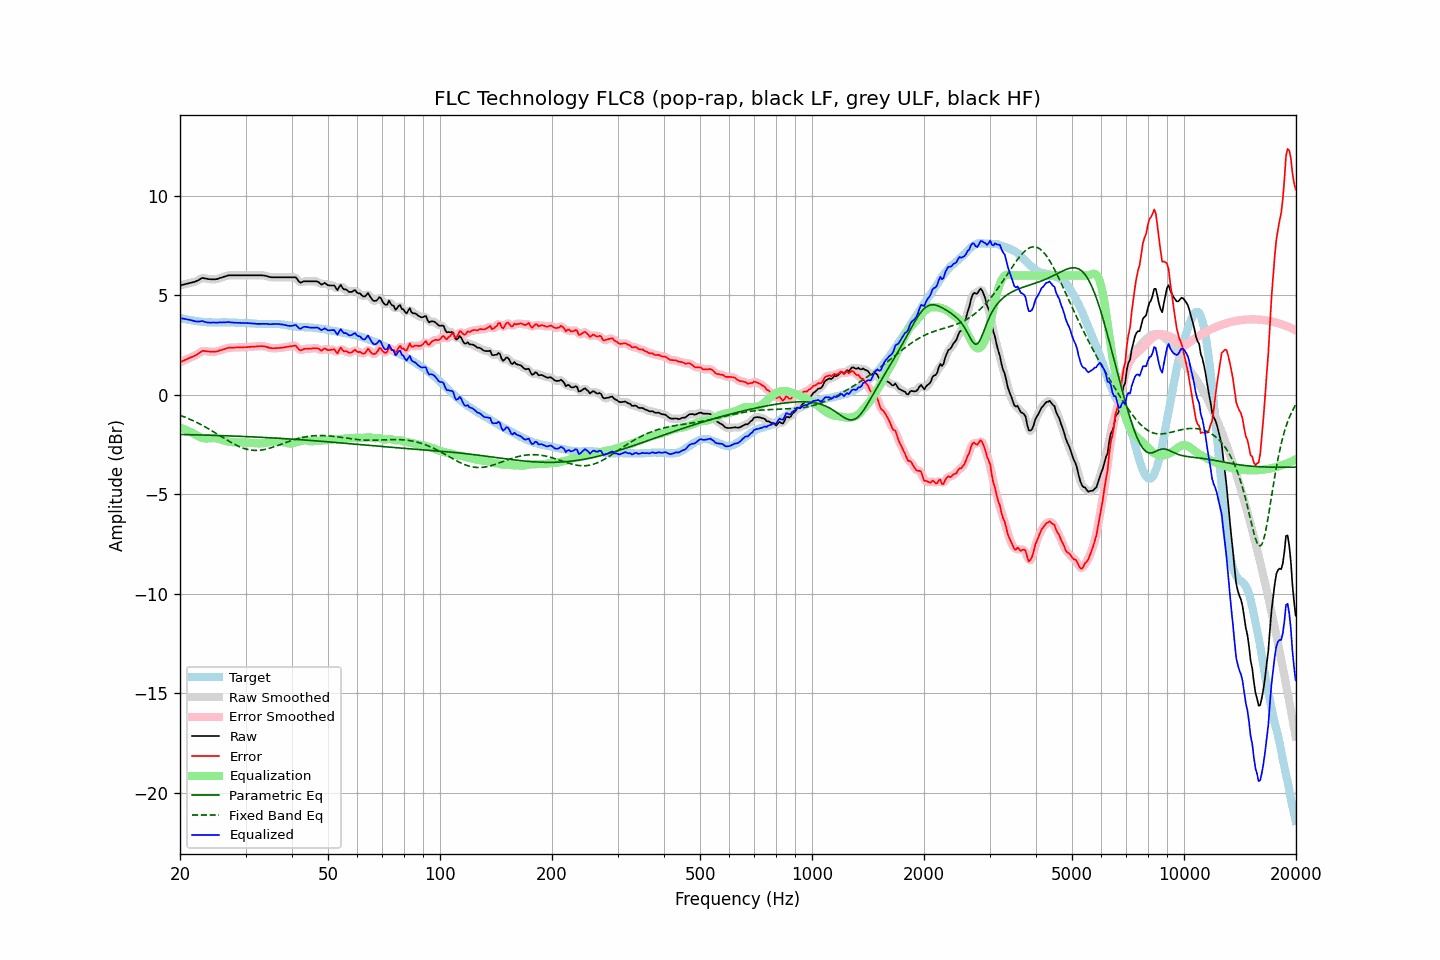 FLC Technology FLC8 (pop-rap, black LF, grey ULF, black HF)
Amplitude (dBr)
10
5
0
−5
−10
−15
−20
Target
Raw Smoothed
Error Smoothed
Raw
Error
Equalization
Parametric Eq
Fixed Band Eq
Equalized
20 50 100 200 500 1000 2000 5000 10000 20000
Frequency (Hz)